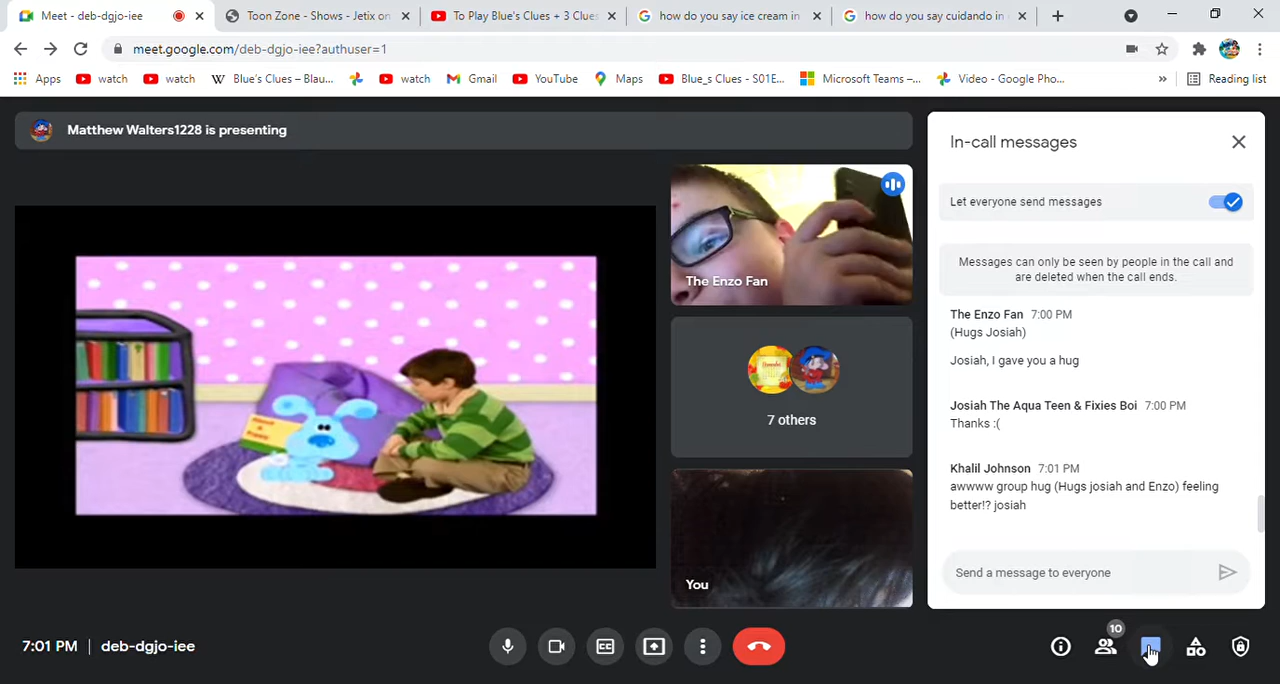 Meet - deb-dgjo-iee
Toon Zone - Shows - Jetix on
To Play Blue's Clues + 3 Clues
how do you say ice cream in
how do you say cuidando in
meet.google.com/deb-dgjo-iee?authuser=1
Apps
watch
watch
Blue's Clues – Blau...
watch
Gmail
YouTube
Maps
Blue_s Clues - S01E...
Microsoft Teams –...
Video - Google Pho...
»
Reading list
Matthew Walters1228 is presenting
The Enzo Fan
7 others
You
In-call messages
Let everyone send messages
Messages can only be seen by people in the call and
are deleted when the call ends.
The Enzo Fan 7:00 PM
(Hugs Josiah)
Josiah, I gave you a hug
Josiah The Aqua Teen & Fixies Boi 7:00 PM
Thanks :(
Khalil Johnson 7:01 PM
awwww group hug (Hugs josiah and Enzo) feeling
better!? josiah
Send a message to everyone
7:01 PM | deb-dgjo-iee
CC
10